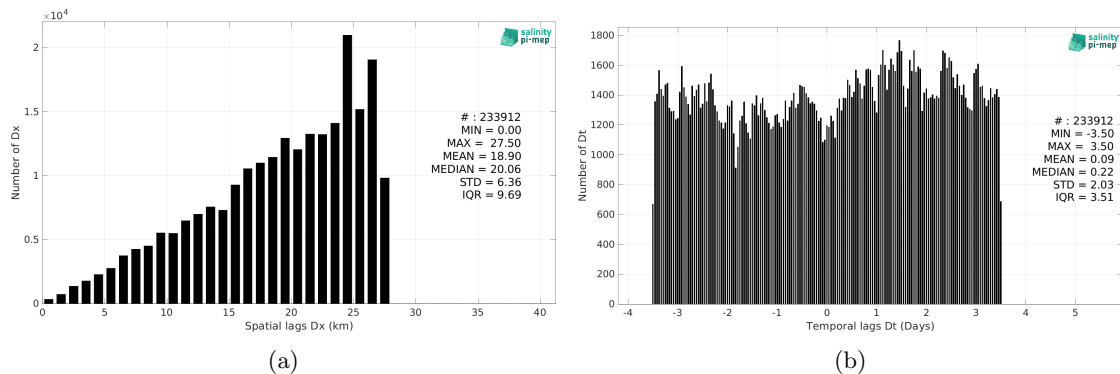 ×10⁴
2
1.5
1
0.5
0
Number of Dx
0 5 10 15 20 25 30 35 40
Spatial lags Dx (km)
salinity
pi-mep
# : 233912
MIN = 0.00
MAX = 27.50
MEAN = 18.90
MEDIAN = 20.06
STD = 6.36
IQR = 9.69
(a)
1800
1600
1400
1200
1000
800
600
400
200
0
Number of Dt
-4 -3 -2 -1 0 1 2 3 4 5
Temporal lags Dt (Days)
salinity
pi-mep
# : 233912
MIN = -3.50
MAX = 3.50
MEAN = 0.09
MEDIAN = 0.22
STD = 2.03
IQR = 3.51
(b)